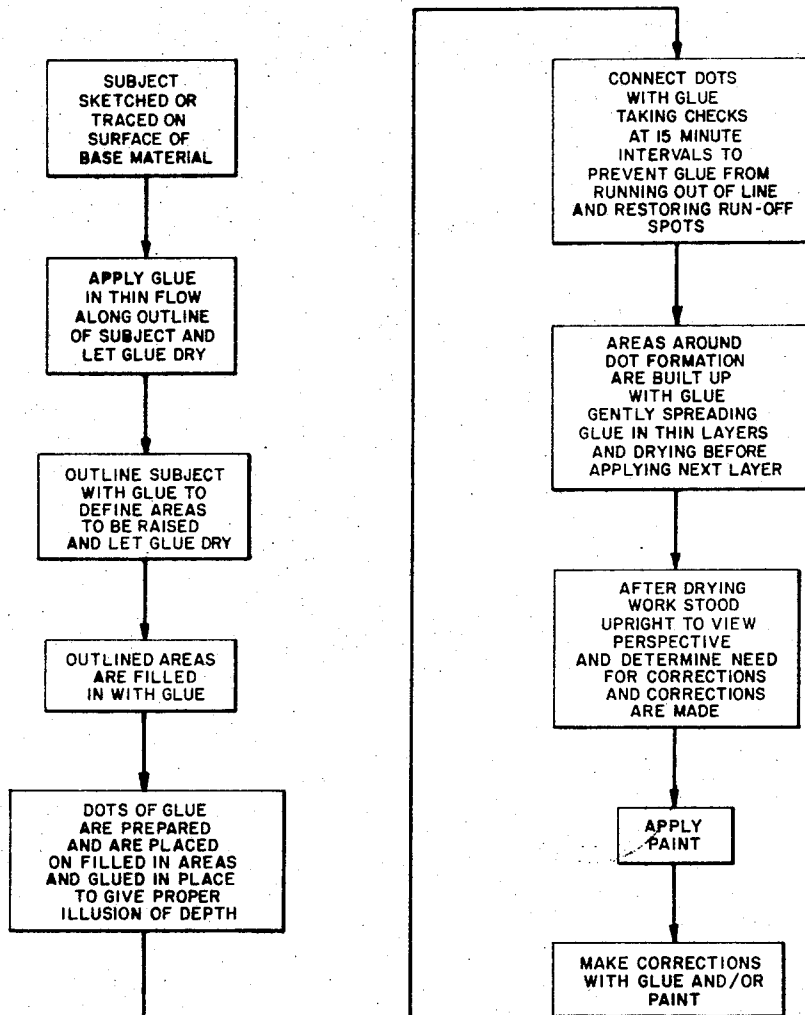 SUBJECT
SKETCHED OR
TRACED ON
SURFACE OF
BASE MATERIAL
APPLY GLUE
IN THIN FLOW
ALONG OUTLINE
OF SUBJECT AND
LET GLUE DRY
OUTLINE SUBJECT
WITH GLUE TO
DEFINE AREAS
TO BE RAISED
AND LET GLUE DRY
OUTLINED AREAS
ARE FILLED
IN WITH GLUE
DOTS OF GLUE
ARE PREPARED
AND ARE PLACED
ON FILLED IN AREAS
AND GLUED IN PLACE
TO GIVE PROPER
ILLUSION OF DEPTH
CONNECT DOTS
WITH GLUE
TAKING CHECKS
AT 15 MINUTE
INTERVALS TO
PREVENT GLUE FROM
RUNNING OUT OF LINE
AND RESTORING RUN-OFF
SPOTS
AREAS AROUND
DOT FORMATION
ARE BUILT UP
WITH GLUE
GENTLY SPREADING
GLUE IN THIN LAYERS
AND DRYING BEFORE
APPLYING NEXT LAYER
AFTER DRYING
WORK STOOD
UPRIGHT TO VIEW
PERSPECTIVE
AND DETERMINE NEED
FOR CORRECTIONS
AND CORRECTIONS
ARE MADE
APPLY
PAINT
MAKE CORRECTIONS
WITH GLUE AND/OR
PAINT